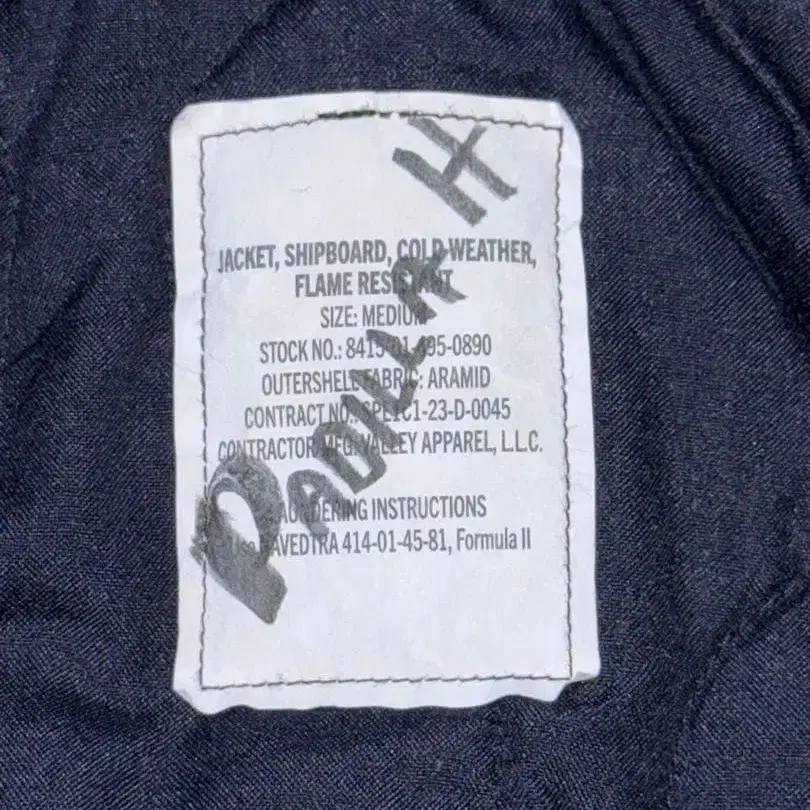 JACKET, SHIPBOARD, COLD WEATHER,
FLAME RESISTANT
SIZE: MEDIUM
STOCK NO.: 8415-01-495-0890
OUTERSHELL FABRIC: ARAMID
CONTRACT NO.: SPE1C1-23-D-0045
CONTRACTOR/MFG: VALLEY APPAREL, L.L.C.
LAUNDERING INSTRUCTIONS
Use NAVEDTRA 414-01-45-81, Formula II
PADILLA H